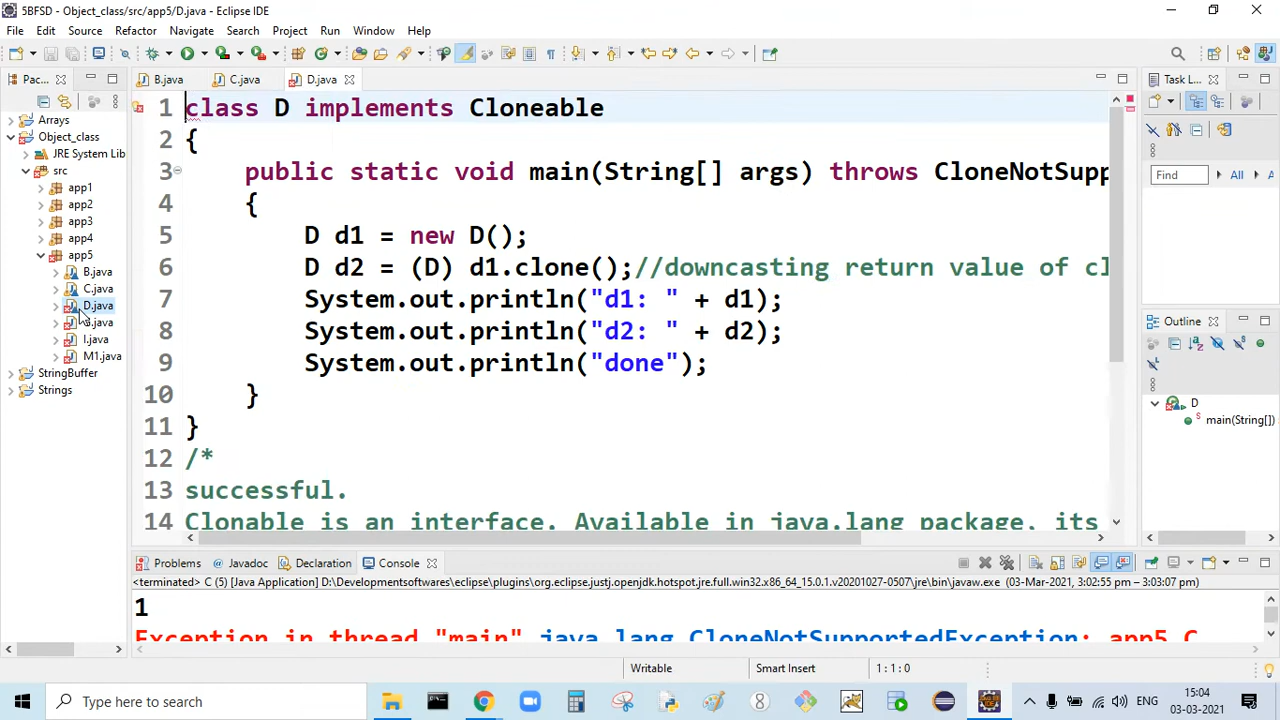 5BFSD - Object_class/src/app5/D.java - Eclipse IDE
File Edit Source Refactor Navigate Search Project Run Window Help
Pac...
B.java
C.java
D.java
Task L...
Arrays
Object_class
JRE System Lib
src
app1
app2
app3
app4
app5
B.java
C.java
D.java
I.java
M1.java
StringBuffer
Strings
1 class D implements Cloneable
2 {
3 public static void main(String[] args) throws CloneNotSupp
4 {
5 D d1 = new D();
6 D d2 = (D) d1.clone();//downcasting return value of cl
7 System.out.println("d1: " + d1);
8 System.out.println("d2: " + d2);
9 System.out.println("done");
10 }
11 }
12 /*
13 successful.
14 Clonable is an interface. Available in java.lang package, its
Find
All
Outline
D
main(String[])
Problems
Javadoc
Declaration
Console
<terminated> C (5) [Java Application] D:\Developmentsoftwares\eclipse\plugins\org.eclipse.justj.openjdk.hotspot.jre.full.win32.x86_64_15.0.1.v20201027-0507\jre\bin\javaw.exe (03-Mar-2021, 3:02:55 pm – 3:03:07 pm)
1
Exception in thread "main" java.lang.CloneNotSupportedException: app5.C
Writable
Smart Insert
1 : 1 : 0
Type here to search
ENG
15:04
03-03-2021